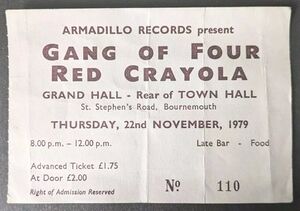 ARMADILLO RECORDS present
GANG OF FOUR
RED CRAYOLA
GRAND HALL - Rear of TOWN HALL
St. Stephen's Road, Bournemouth
THURSDAY, 22nd NOVEMBER, 1979
8.00 p.m. – 12.00 p.m. Late Bar - Food
Advanced Ticket £1.75
At Door £2.00
Right of Admission Reserved Nº 110